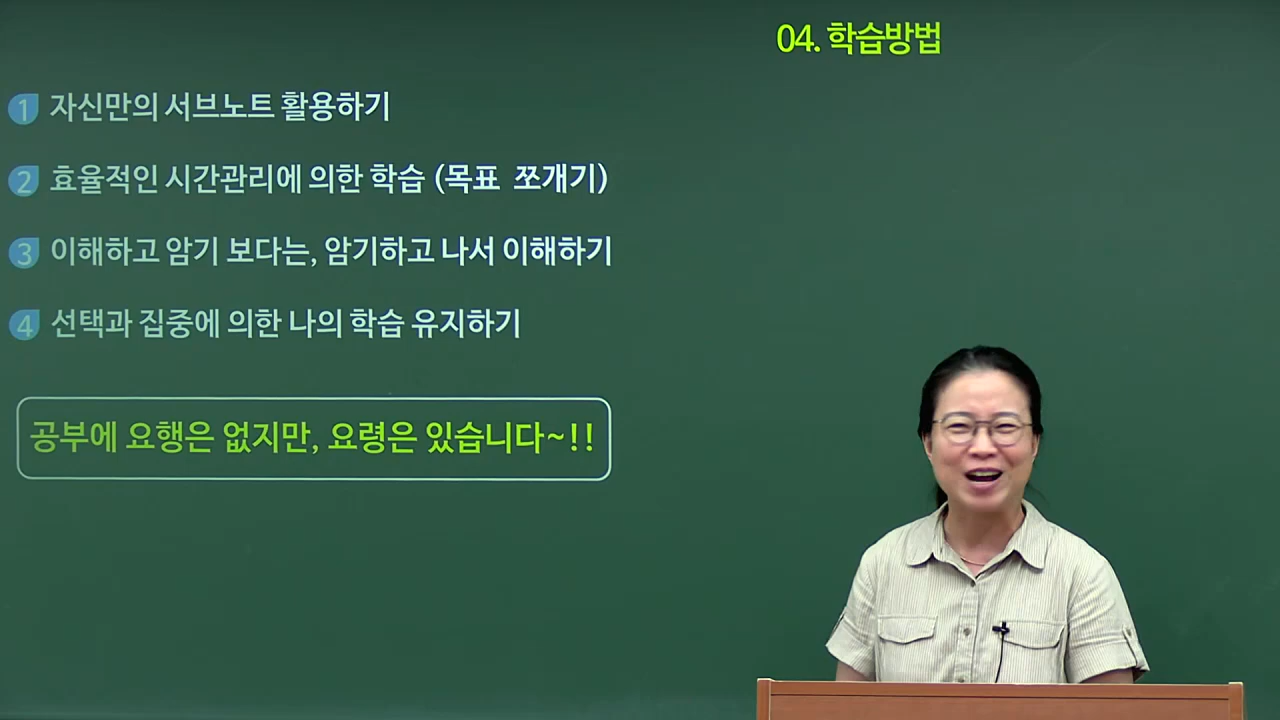 04. 학습방법
1 자신만의 서브노트 활용하기
2 효율적인 시간관리에 의한 학습 (목표 쪼개기)
3 이해하고 암기 보다는, 암기하고 나서 이해하기
4 선택과 집중에 의한 나의 학습 유지하기
공부에 요행은 없지만, 요령은 있습니다~!!